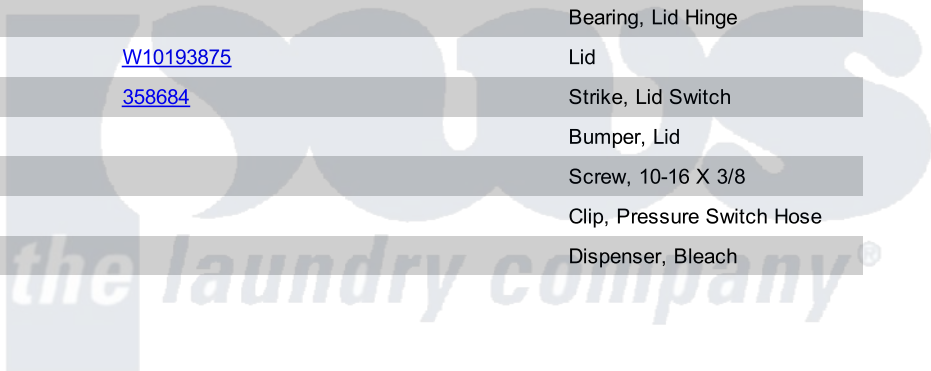 Bearing, Lid Hinge
W10193875 Lid
358684 Strike, Lid Switch
Bumper, Lid
Screw, 10-16 X 3/8
Clip, Pressure Switch Hose
Dispenser, Bleach
the laundry company®